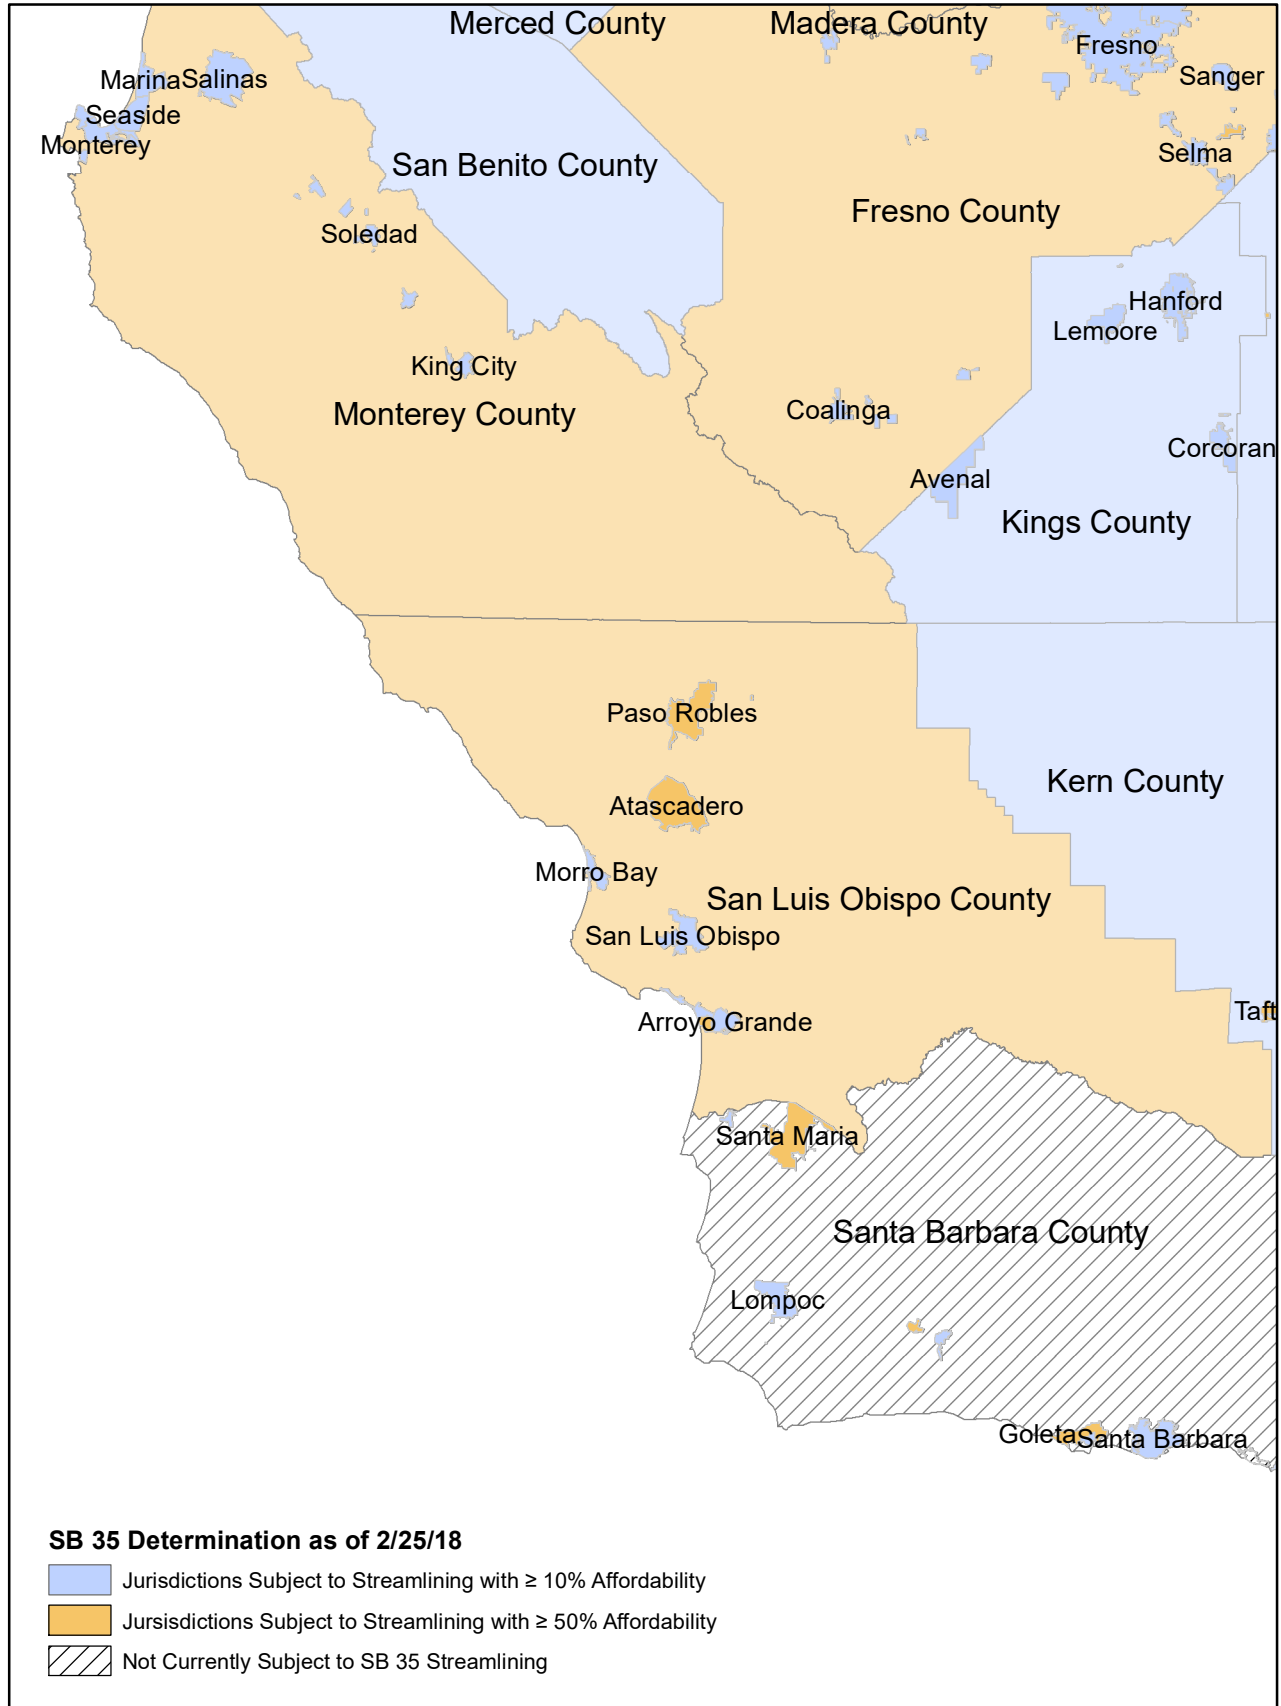 Merced County
Madera County
Fresno
Marina
Salinas
Sanger
Seaside
Monterey
Selma
San Benito County
Fresno County
Soledad
Hanford
Lemoore
King City
Monterey County
Coalinga
Corcoran
Avenal
Kings County
Paso Robles
Kern County
Atascadero
Morro Bay
San Luis Obispo County
San Luis Obispo
Taft
Arroyo Grande
Santa Maria
Santa Barbara County
Lompoc
Goleta
Santa Barbara
SB 35 Determination as of 2/25/18
Jurisdictions Subject to Streamlining with ≥ 10% Affordability
Jursisdictions Subject to Streamlining with ≥ 50% Affordability
Not Currently Subject to SB 35 Streamlining